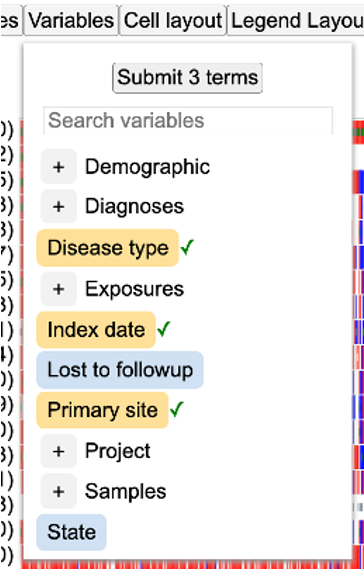 es Variables Cell layout Legend Layou
Submit 3 terms
Search variables
+ Demographic
+ Diagnoses
Disease type ✓
+ Exposures
Index date ✓
Lost to followup
Primary site ✓
+ Project
+ Samples
State